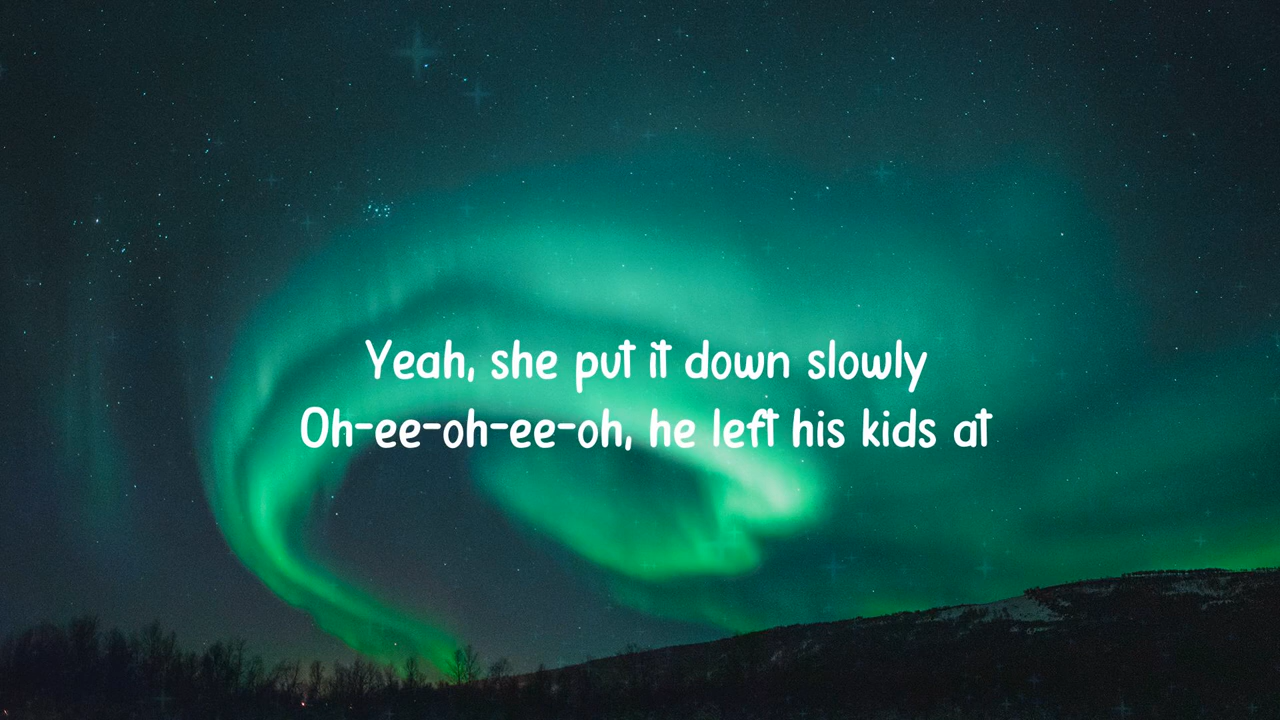 Yeah, she put it down slowly
Oh-ee-oh-ee-oh, he left his kids at